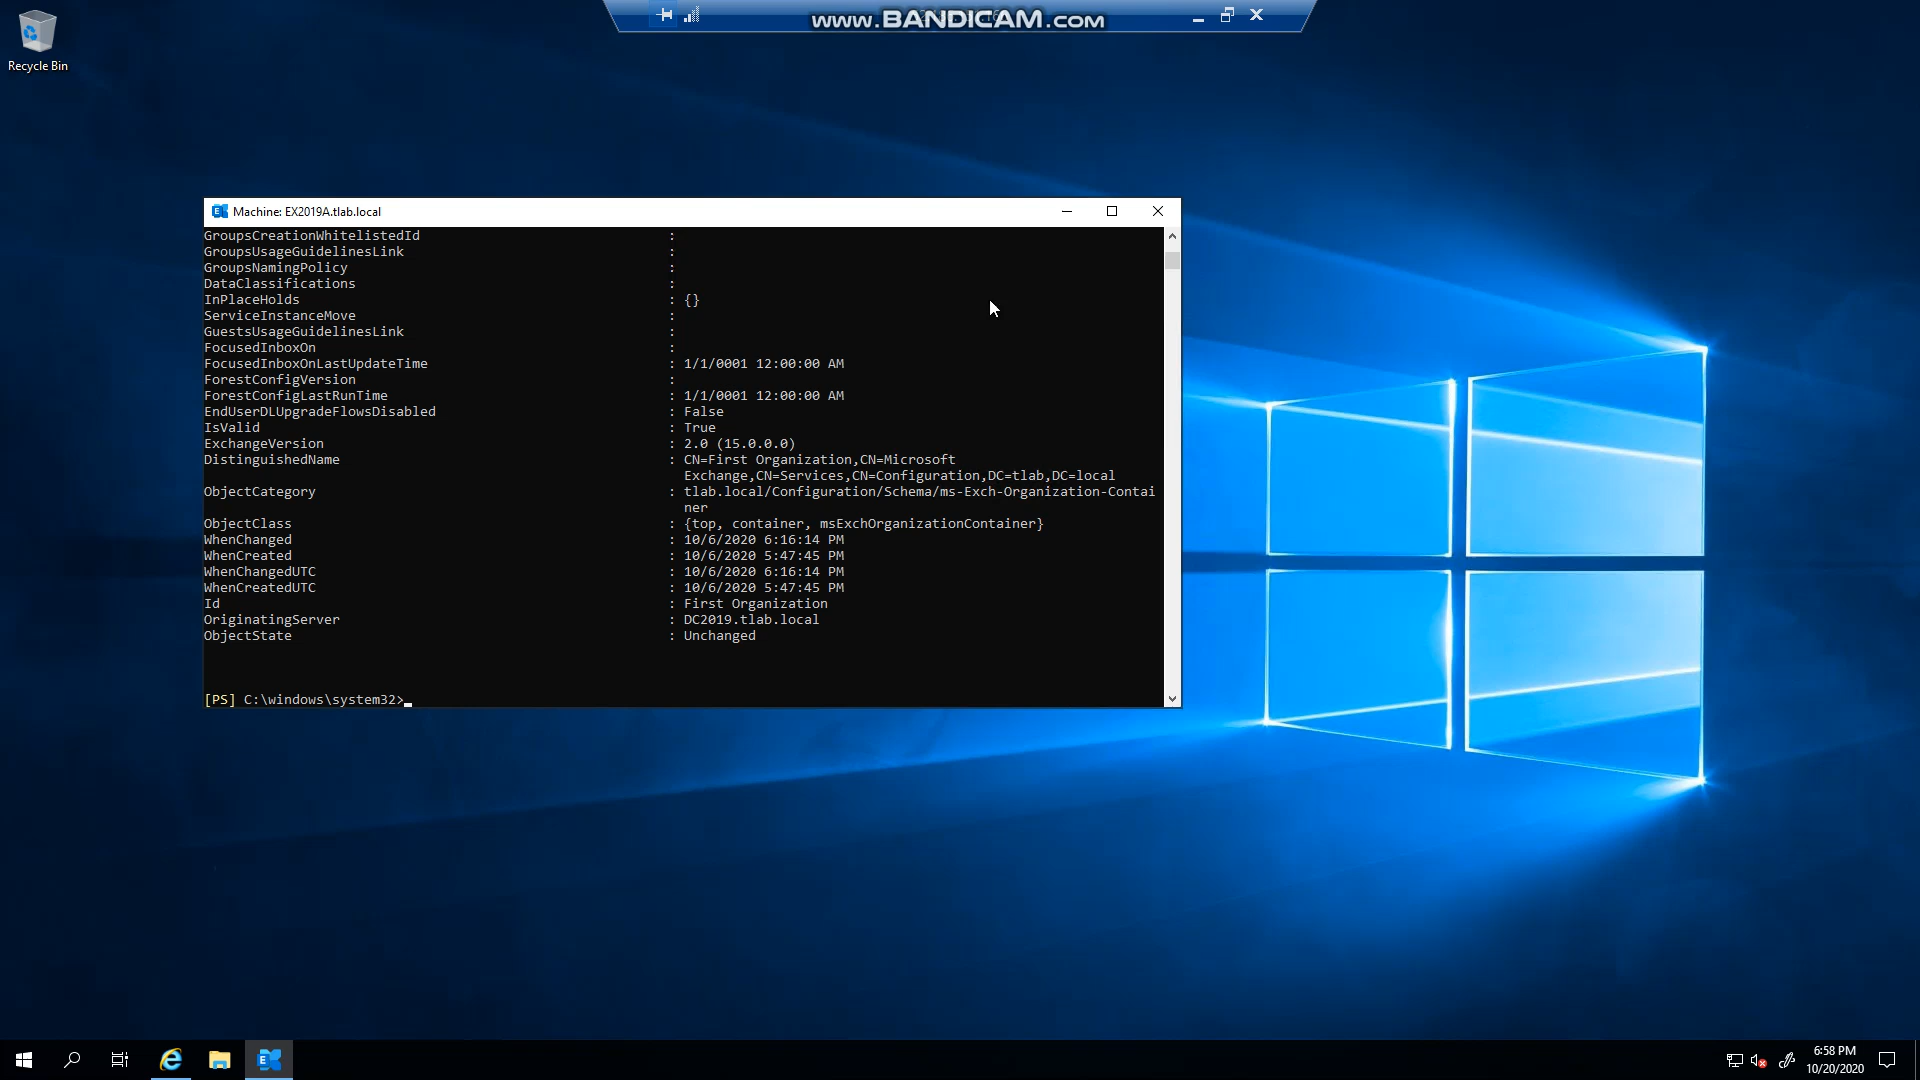 www.BANDICAM.com
Recycle Bin
Machine: EX2019A.tlab.local
GroupsCreationWhitelistedId :
GroupsUsageGuidelinesLink :
GroupsNamingPolicy :
DataClassifications :
InPlaceHolds : {}
ServiceInstanceMove :
GuestsUsageGuidelinesLink :
FocusedInboxOn :
FocusedInboxOnLastUpdateTime : 1/1/0001 12:00:00 AM
ForestConfigVersion :
ForestConfigLastRunTime : 1/1/0001 12:00:00 AM
EndUserDLUpgradeFlowsDisabled : False
IsValid : True
ExchangeVersion : 2.0 (15.0.0.0)
DistinguishedName : CN=First Organization,CN=Microsoft
Exchange,CN=Services,CN=Configuration,DC=tlab,DC=local
ObjectCategory : tlab.local/Configuration/Schema/ms-Exch-Organization-Contai
ner
ObjectClass : {top, container, msExchOrganizationContainer}
WhenChanged : 10/6/2020 6:16:14 PM
WhenCreated : 10/6/2020 5:47:45 PM
WhenChangedUTC : 10/6/2020 6:16:14 PM
WhenCreatedUTC : 10/6/2020 5:47:45 PM
Id : First Organization
OriginatingServer : DC2019.tlab.local
ObjectState : Unchanged
[PS] C:\windows\system32>
6:58 PM
10/20/2020